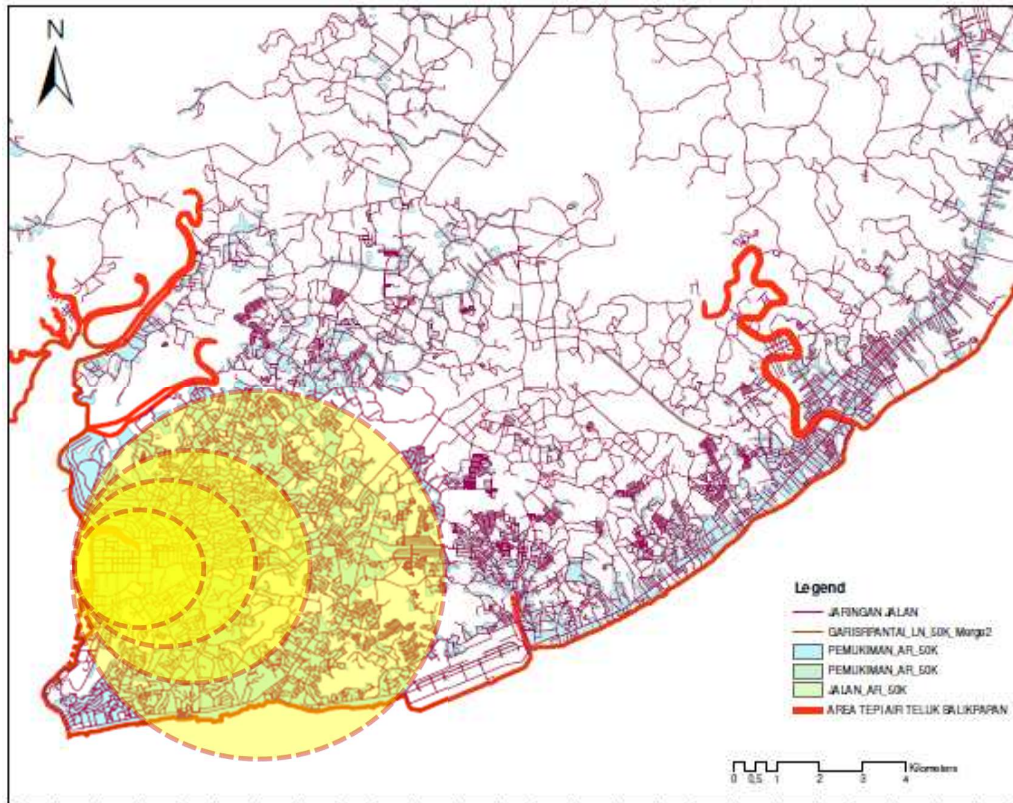 N
Legend
JARINGAN JALAN
GARISRPANTAI_LN_50K_Merge2
PEMUKIMAN_AR_50K
PEMUKIMAN_AR_50K
JALAN_AR_50K
AREA TEPI AIR TELUK BALIKPAPAN
Kilometers
0 0,5 1 2 3 4